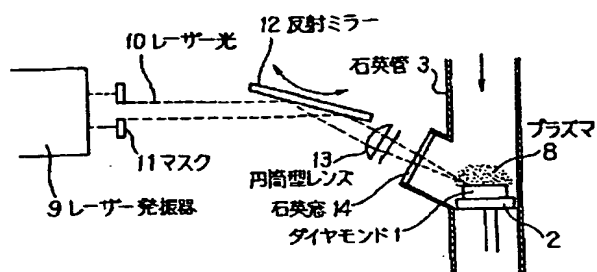 12 反射ミラー
10 レーザー光
石英管 3
プラズマ
8
11 マスク
13
円筒型レンズ
石英窓 14
9 レーザー発振器
ダイヤモンド 1
2